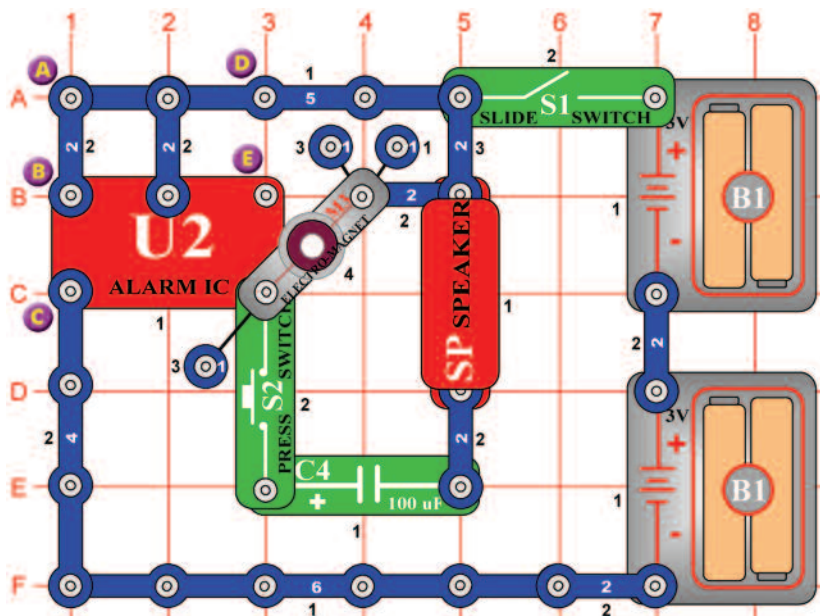 1 2 3 4 5 6 7 8
A D 1 2
A 5 S1
SLIDE SWITCH
3V
2 2 2 2 3 1 1 2 3
B E
B 2 + B1
U2 2 1
4 -
ALARM IC ELECTRO-MAGNET SP SPEAKER 1
C
C 1
3 1 2 2
D
S2 PRESS SWITCH 2 3V
2 4 2 2 +
C4 1 B1
E + 100 uF -
1
F 6 2
1 2